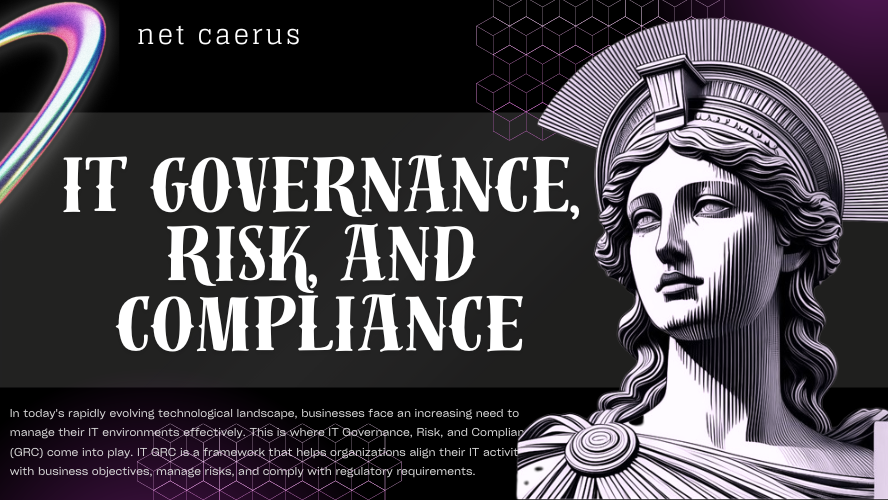 net caerus
IT GOVERNANCE,
RISK, AND
COMPLIANCE
In today's rapidly evolving technological landscape, businesses face an increasing need to
manage their IT environments effectively. This is where IT Governance, Risk, and Complian
(GRC) come into play. IT GRC is a framework that helps organizations align their IT activit
with business objectives, manage risks, and comply with regulatory requirements.